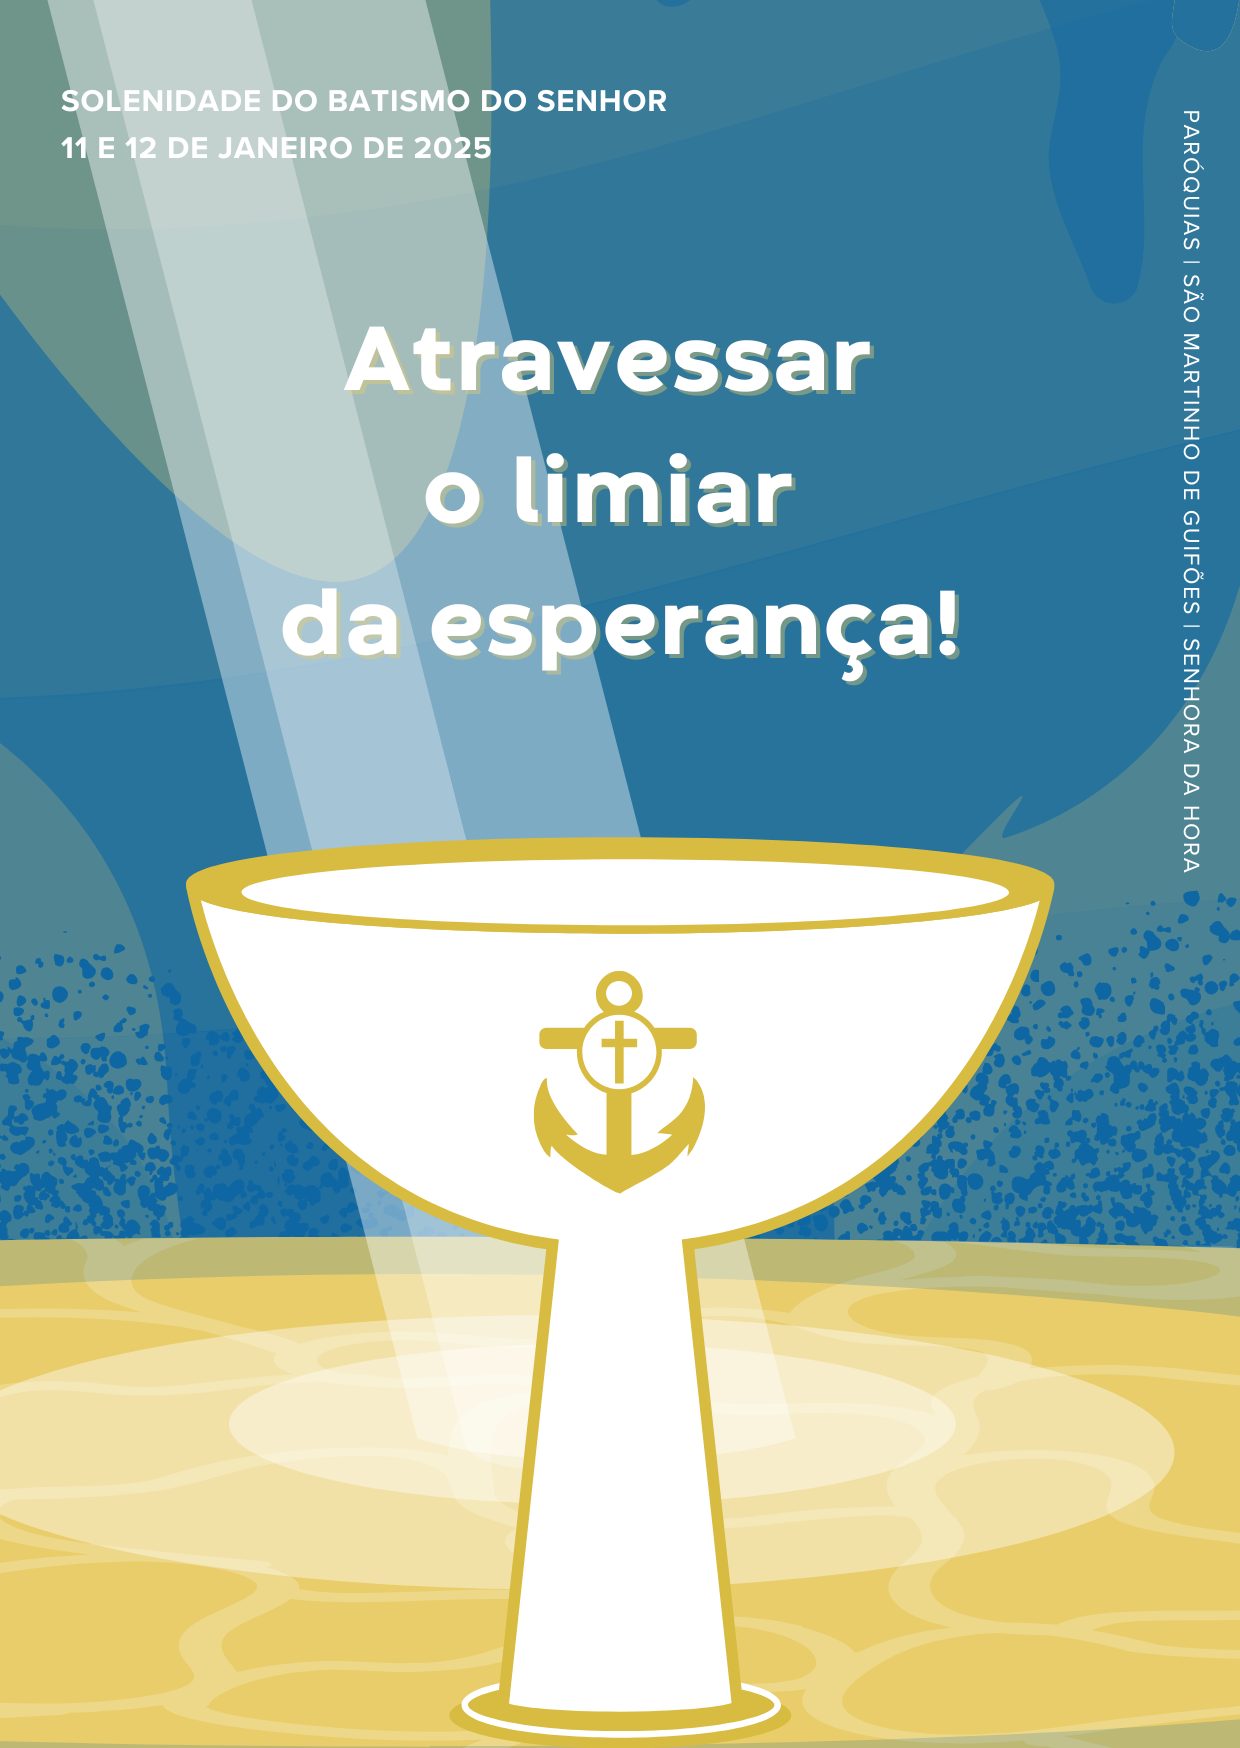 SOLENIDADE DO BATISMO DO SENHOR
11 E 12 DE JANEIRO DE 2025
Atravessar
o limiar
da esperança!
PARÓQUIAS | SÃO MARTINHO DE GUIFÕES | SENHORA DA HORA